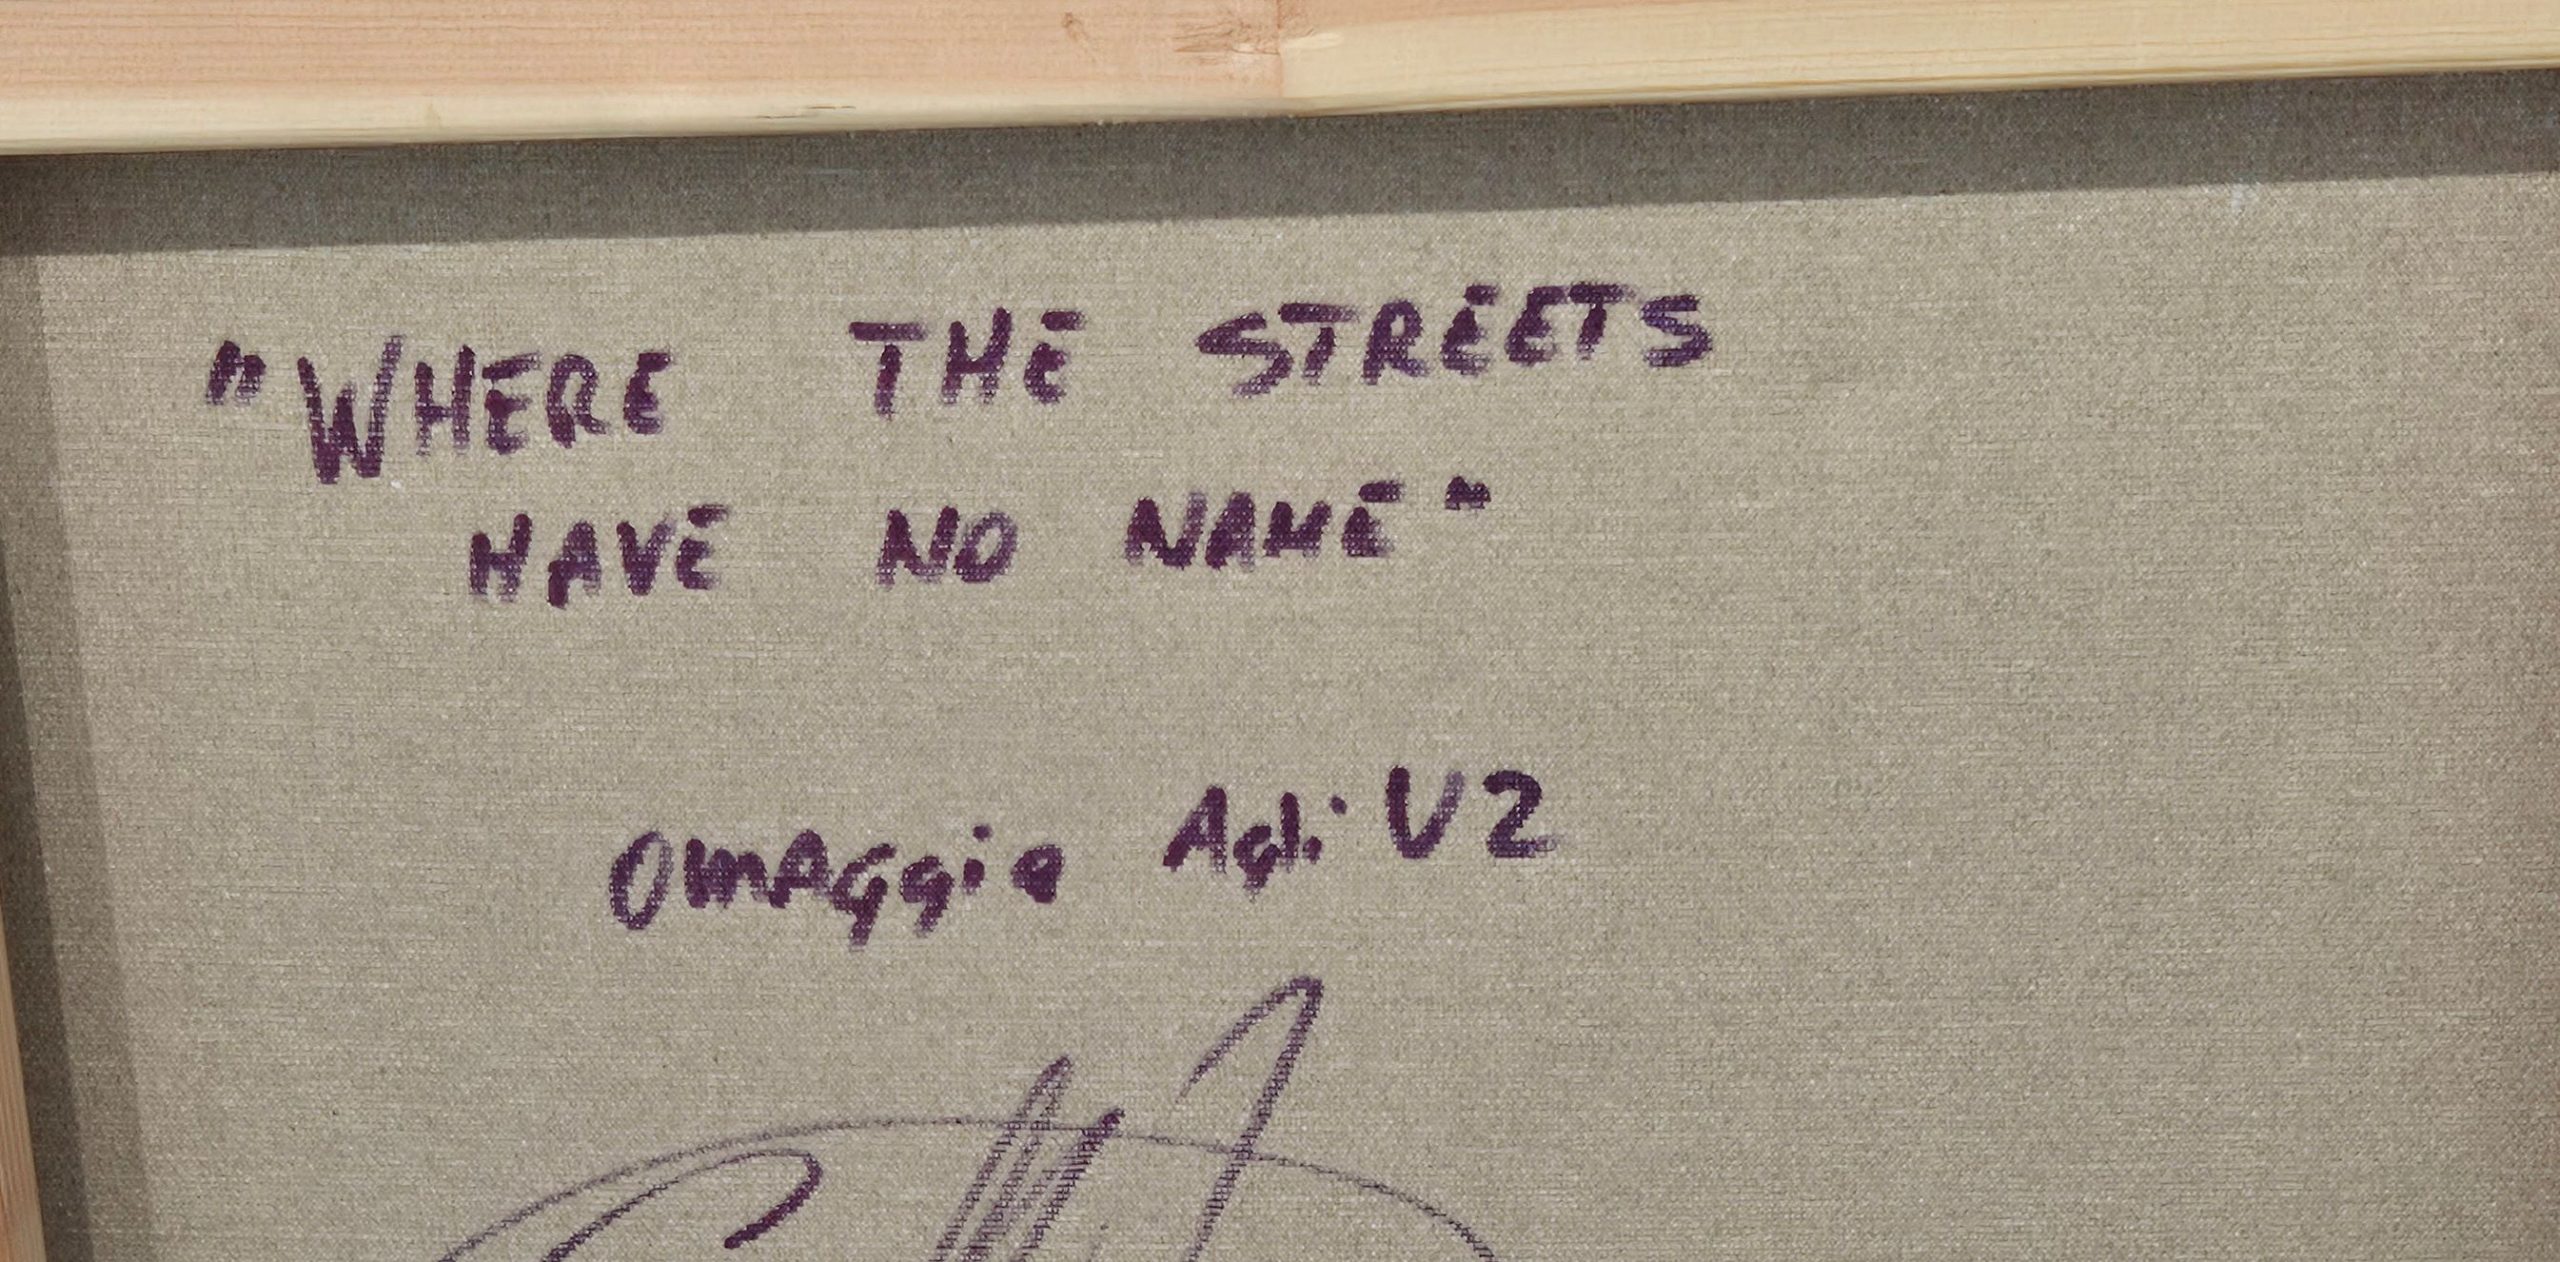 "WHERE THE STREETS
HAVE NO NAME"
Omaggio Agli U2